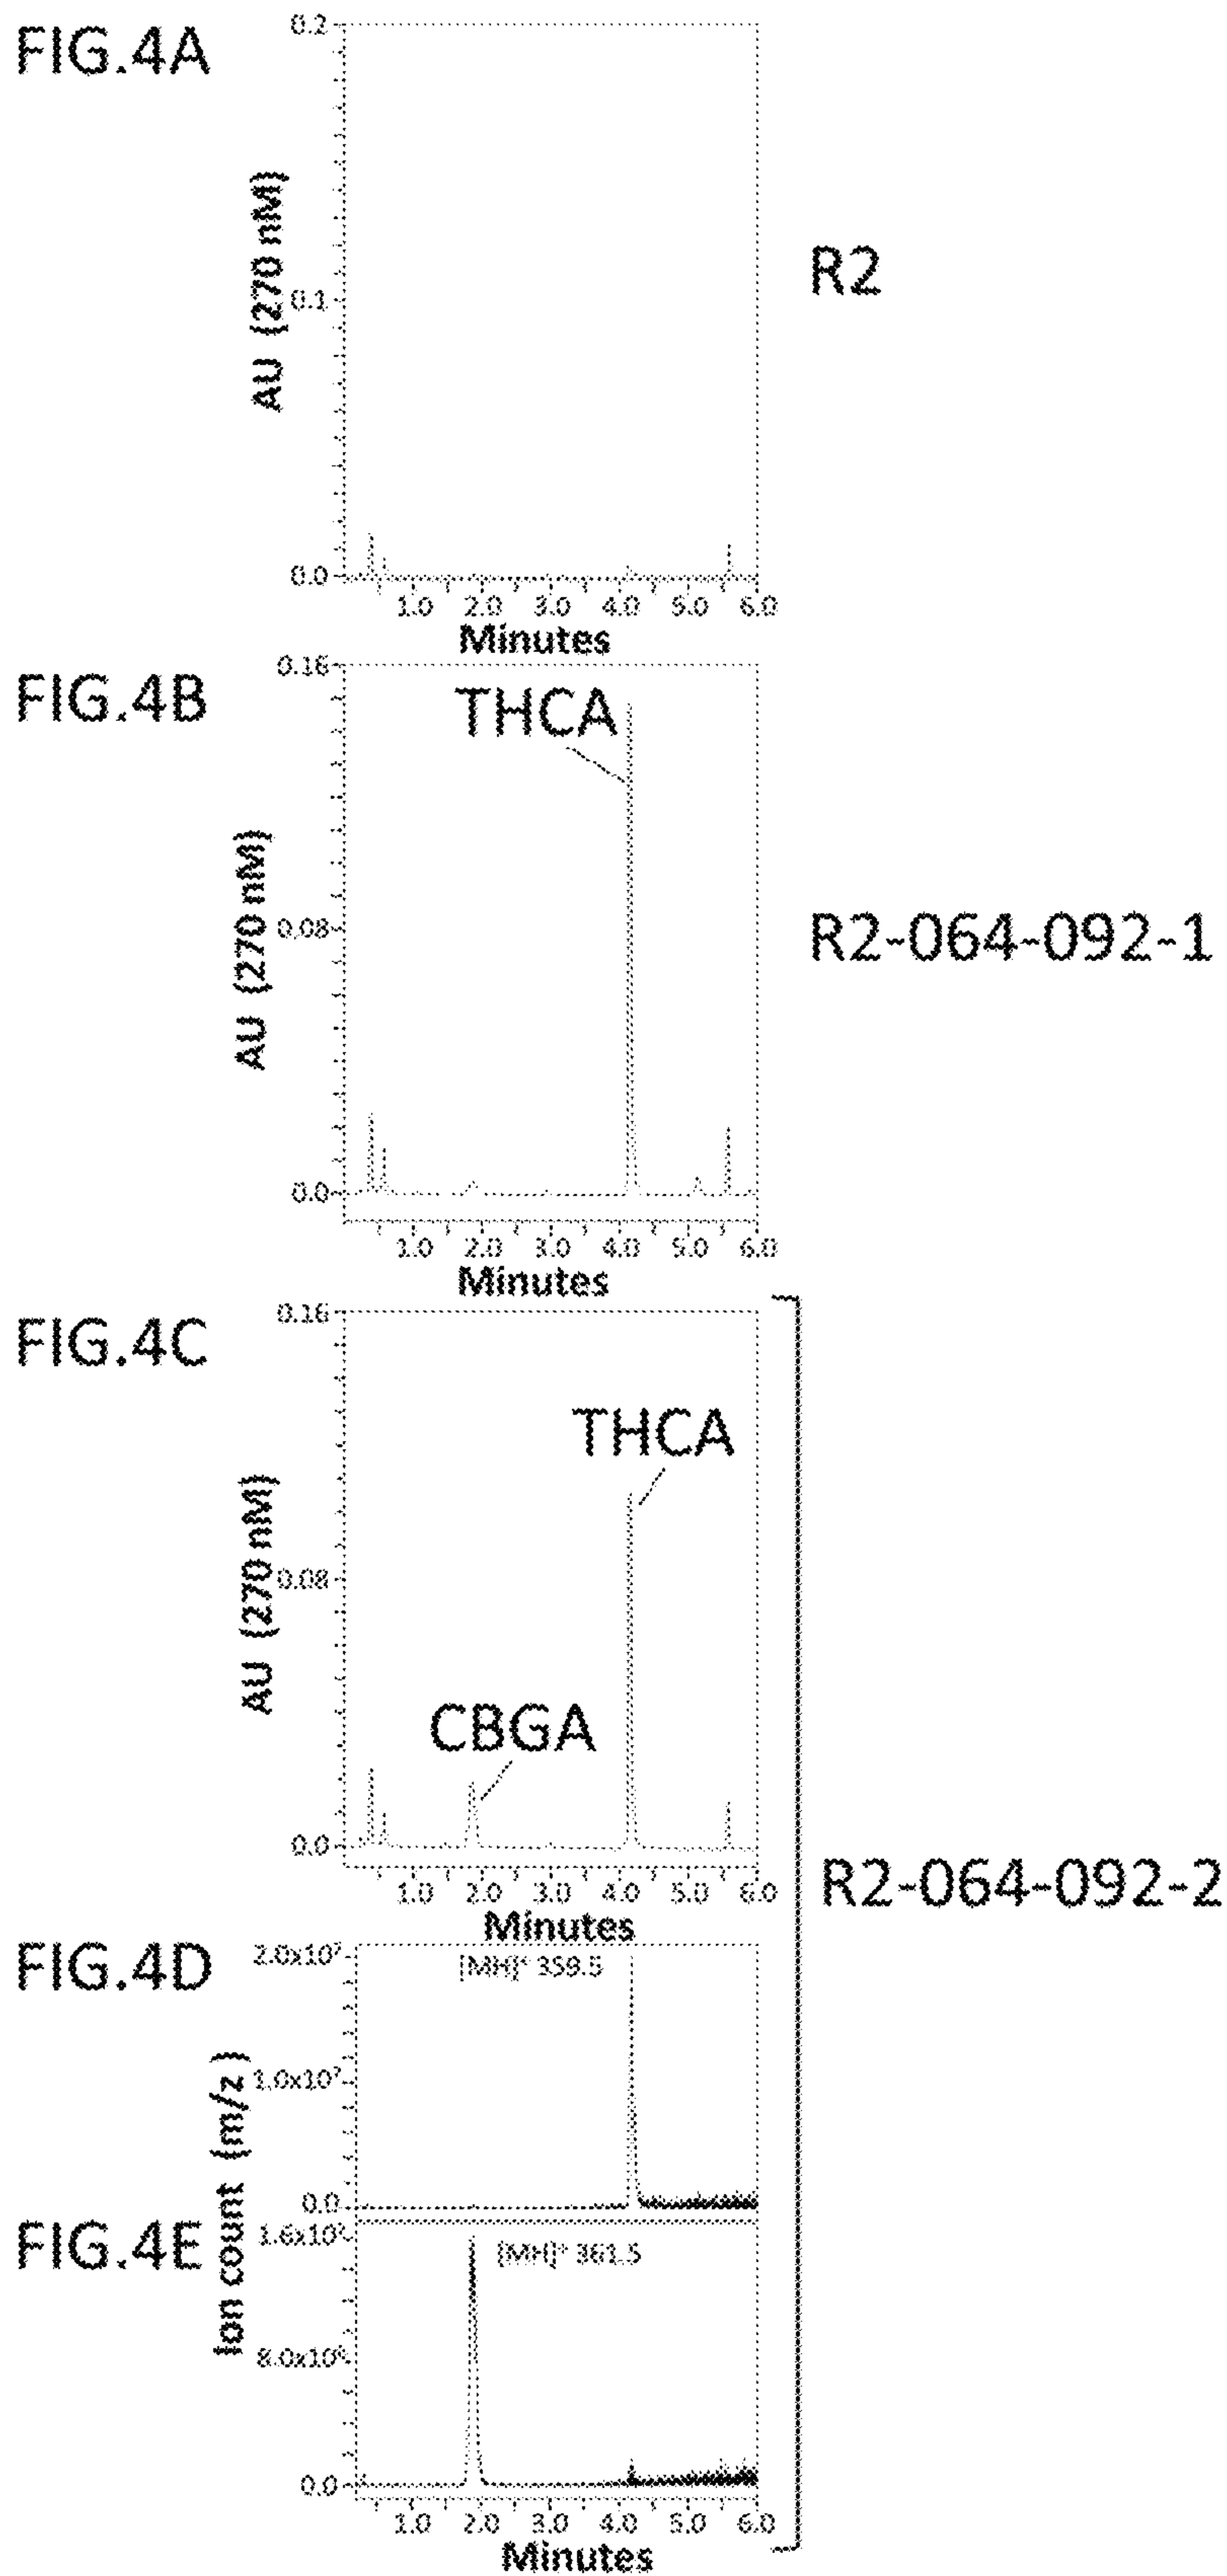 FIG.4A
0.2
0.1
0.0
AU (270 nM)
1.0 2.0 3.0 4.0 5.0 6.0
Minutes
R2
FIG.4B
0.16
0.08
0.0
AU (270 nM)
THCA
1.0 2.0 3.0 4.0 5.0 6.0
Minutes
R2-064-092-1
FIG.4C
0.16
0.08
0.0
AU (270 nM)
THCA
CBGA
1.0 2.0 3.0 4.0 5.0 6.0
Minutes
R2-064-092-2
FIG.4D
2.0x10⁷
1.0x10⁷
0.0
[MH]⁺ 359.5
Ion count (m/z)
FIG.4E
[MH]⁺ 361.5
0.0
1.0 2.0 3.0 4.0 5.0 6.0
Minutes